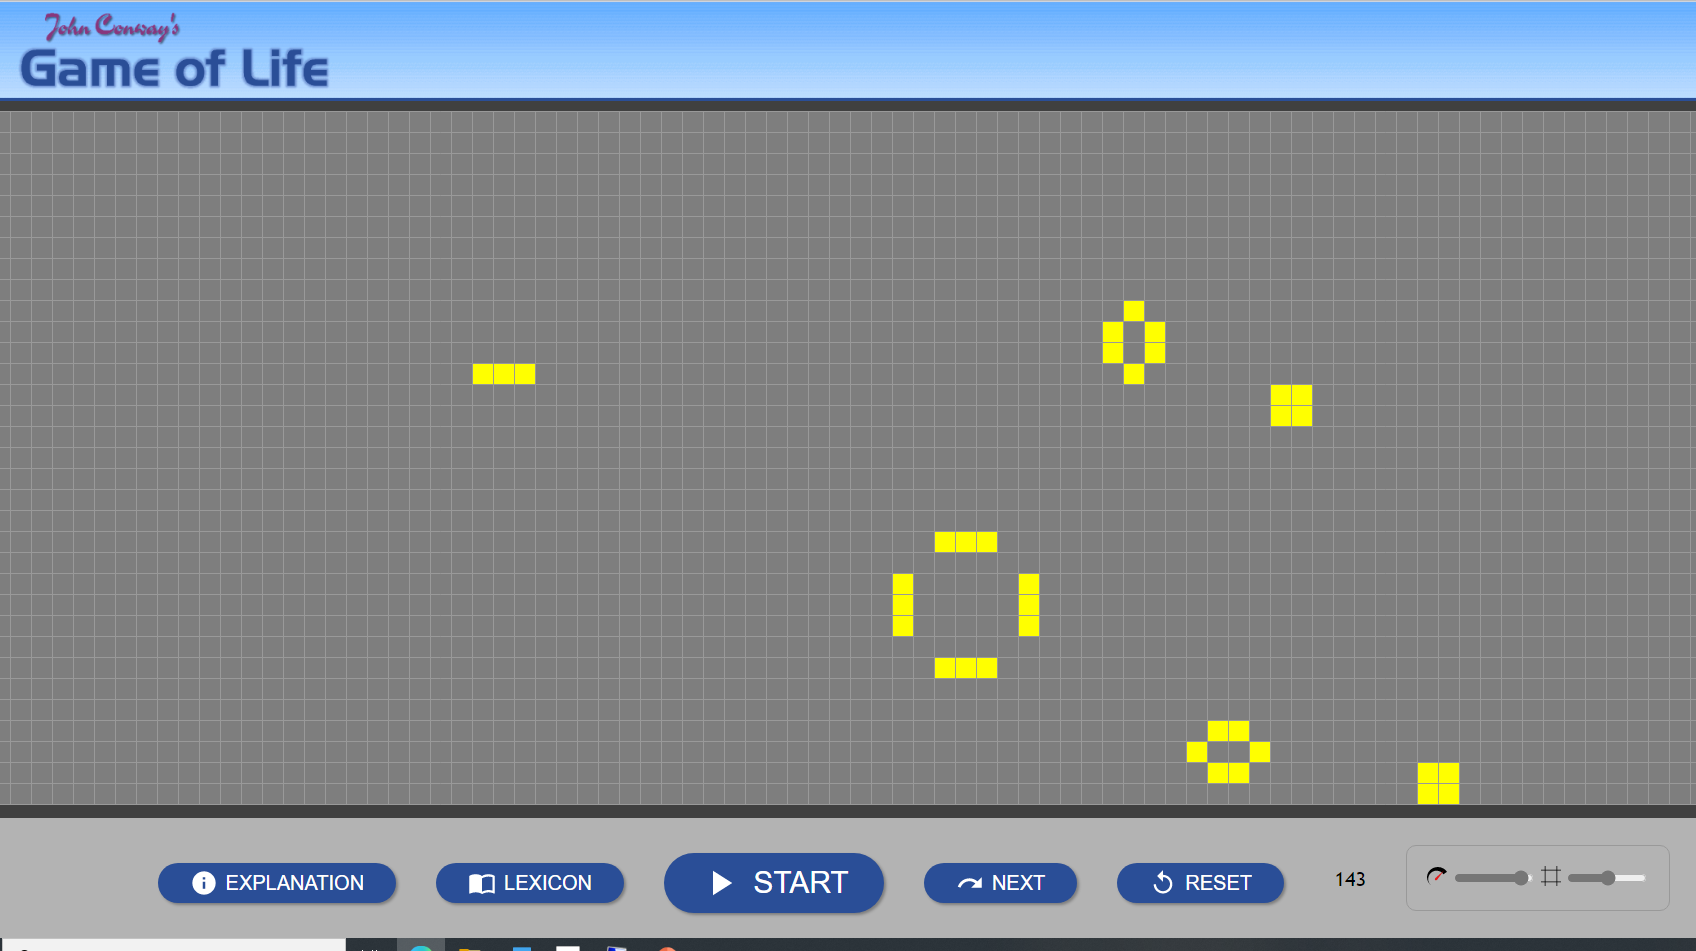 John Conway's
Game of Life
EXPLANATION
LEXICON
START
NEXT
RESET
143